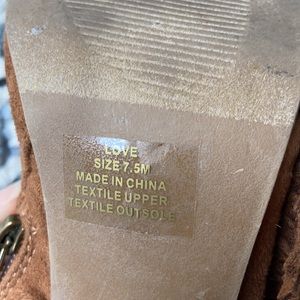 LOVE
SIZE 7.5M
MADE IN CHINA
TEXTILE UPPER
TEXTILE OUTSOLE